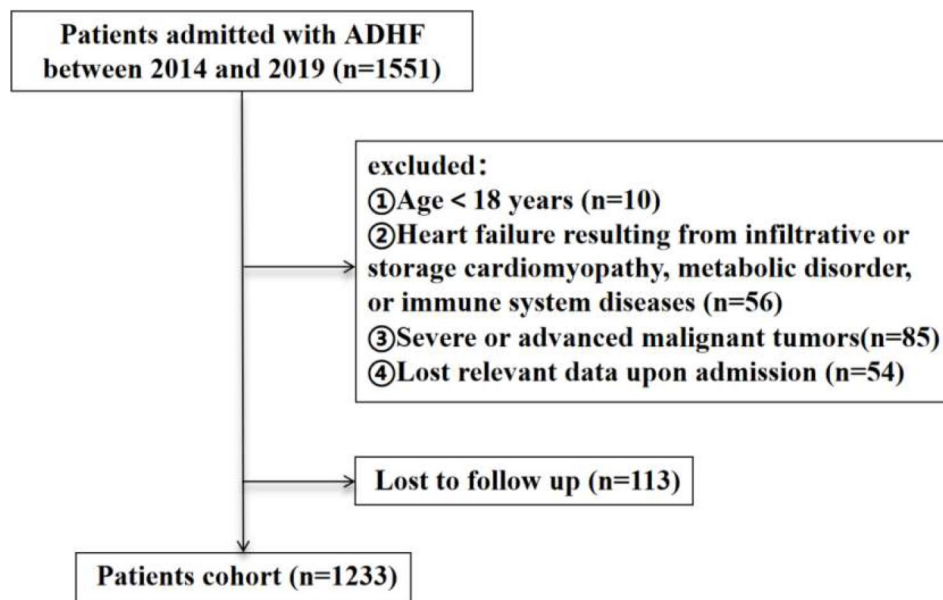 Patients admitted with ADHF
between 2014 and 2019 (n=1551)
excluded：
①Age < 18 years (n=10)
②Heart failure resulting from infiltrative or
storage cardiomyopathy, metabolic disorder,
or immune system diseases (n=56)
③Severe or advanced malignant tumors(n=85)
④Lost relevant data upon admission (n=54)
Lost to follow up (n=113)
Patients cohort (n=1233)